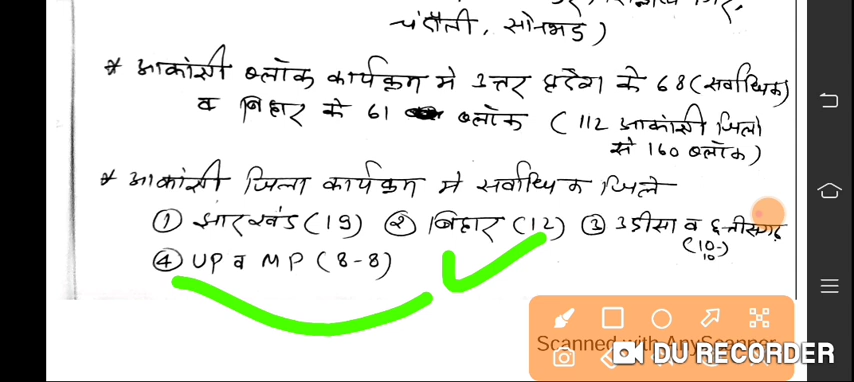 चंदौली, सोनभद्र)
* आकांक्षी ब्लॉक कार्यक्रम मे उत्तर प्रदेश के 68 (सर्वाधिक)
व बिहार के 61 ब्लॉक (112 आकांक्षी जिलो
से 160 ब्लॉक)
* आकांक्षी जिला कार्यक्रम मे सर्वाधिक जिले
① झारखंड (19) ② बिहार (12) ③ उडीसा व छत्तीसगढ़
(10-10)
④ UP व MP (8-8)
Scanned with AnyScanner
DU RECORDER